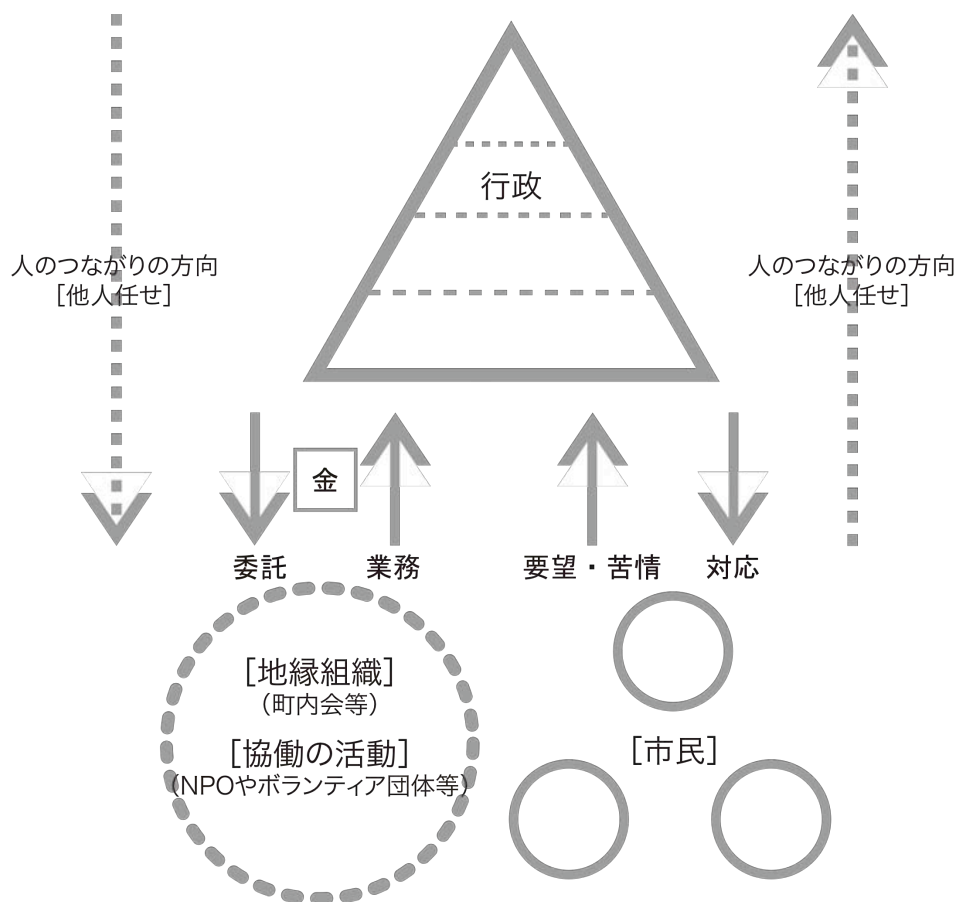 行政
人のつながりの方向
［他人任せ］
人のつながりの方向
［他人任せ］
金
委託
業務
要望・苦情
対応
［地縁組織］
（町内会等）
［協働の活動］
（NPOやボランティア団体等）
［市民］